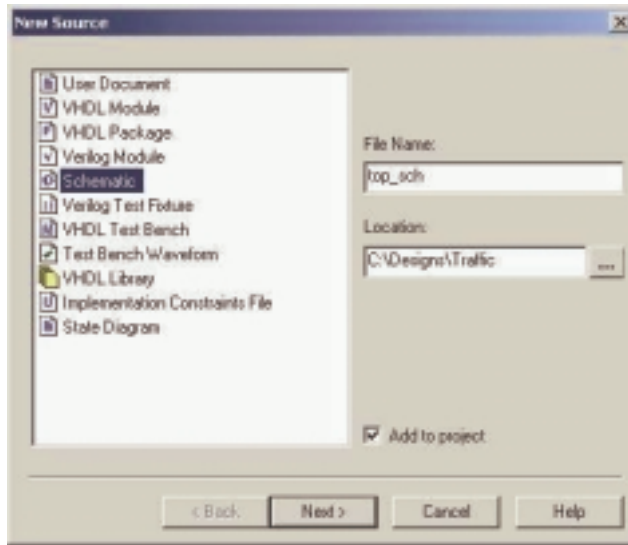 New Source
User Document
VHDL Module
VHDL Package
Verilog Module
Schematic
Verilog Test Fixture
VHDL Test Bench
Test Bench Waveform
VHDL Library
Implementation Constraints File
State Diagram
File Name:
top_sch
Location:
C:\Designs\Traffic
...
Add to project
< Back
Next >
Cancel
Help